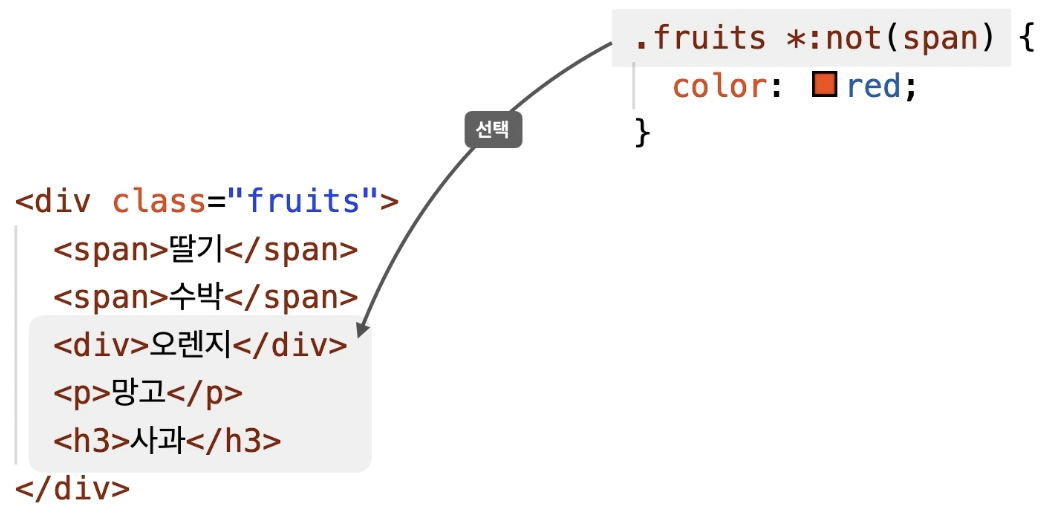 .fruits *:not(span) {
color: red;
}
선택
<div class="fruits">
<span>딸기</span>
<span>수박</span>
<div>오렌지</div>
<p>망고</p>
<h3>사과</h3>
</div>